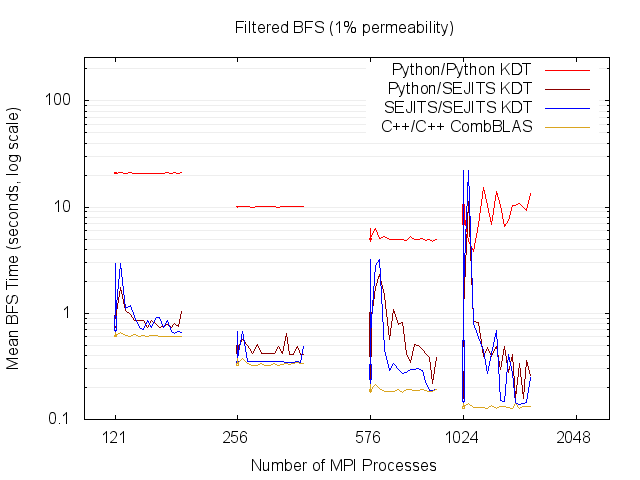 Filtered BFS (1% permeability)
Python/Python KDT
Python/SEJITS KDT
SEJITS/SEJITS KDT
C++/C++ CombBLAS
Mean BFS Time (seconds, log scale)
100
10
1
0.1
121 256 576 1024 2048
Number of MPI Processes